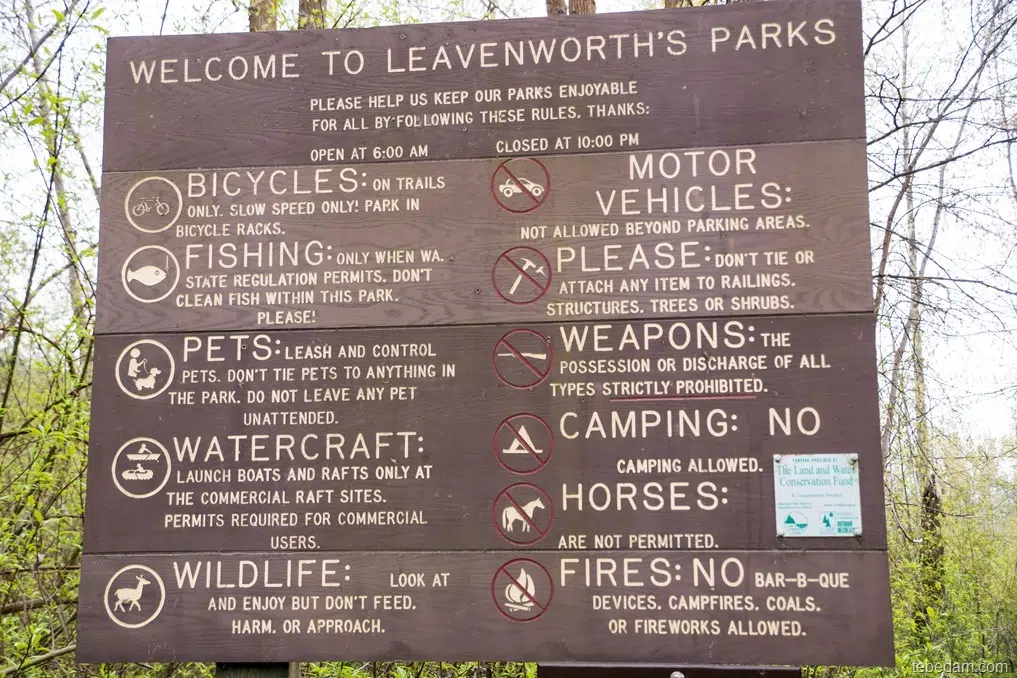 WELCOME TO LEAVENWORTH'S PARKS
PLEASE HELP US KEEP OUR PARKS ENJOYABLE
FOR ALL BY FOLLOWING THESE RULES. THANKS:
OPEN AT 6:00 AM CLOSED AT 10:00 PM
BICYCLES: ON TRAILS
ONLY. SLOW SPEED ONLY! PARK IN
BICYCLE RACKS.
FISHING: ONLY WHEN WA.
STATE REGULATION PERMITS. DON'T
CLEAN FISH WITHIN THIS PARK.
PLEASE!
PETS: LEASH AND CONTROL
PETS. DON'T TIE PETS TO ANYTHING IN
THE PARK. DO NOT LEAVE ANY PET
UNATTENDED.
WATERCRAFT:
LAUNCH BOATS AND RAFTS ONLY AT
THE COMMERCIAL RAFT SITES.
PERMITS REQUIRED FOR COMMERCIAL
USERS.
WILDLIFE: LOOK AT
AND ENJOY BUT DON'T FEED.
HARM. OR APPROACH.
MOTOR
VEHICLES:
NOT ALLOWED BEYOND PARKING AREAS.
PLEASE: DON'T TIE OR
ATTACH ANY ITEM TO RAILINGS.
STRUCTURES. TREES OR SHRUBS.
WEAPONS: THE
POSSESSION OR DISCHARGE OF ALL
TYPES STRICTLY PROHIBITED.
CAMPING: NO
CAMPING ALLOWED.
HORSES:
ARE NOT PERMITTED.
FIRES: NO BAR-B-QUE
DEVICES. CAMPFIRES. COALS.
OR FIREWORKS ALLOWED.
The Land and Water
Conservation Fund
tebedam.com